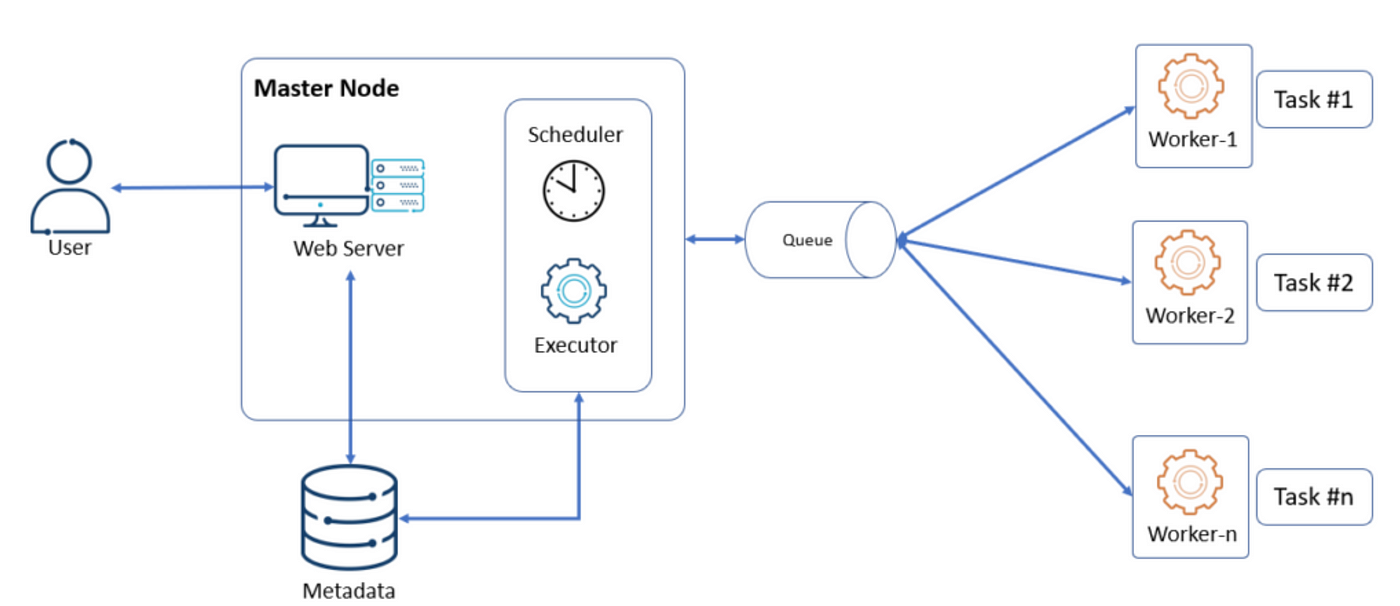 Master Node
User
Web Server
Scheduler
Executor
Metadata
Queue
Worker-1
Task #1
Worker-2
Task #2
Worker-n
Task #n